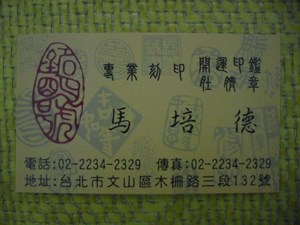 專業刻印 開運印鑑
肚臍章
馬培德
電話:02-2234-2329 傳真:02-2234-2329
地址:台北市文山區木柵路三段132號